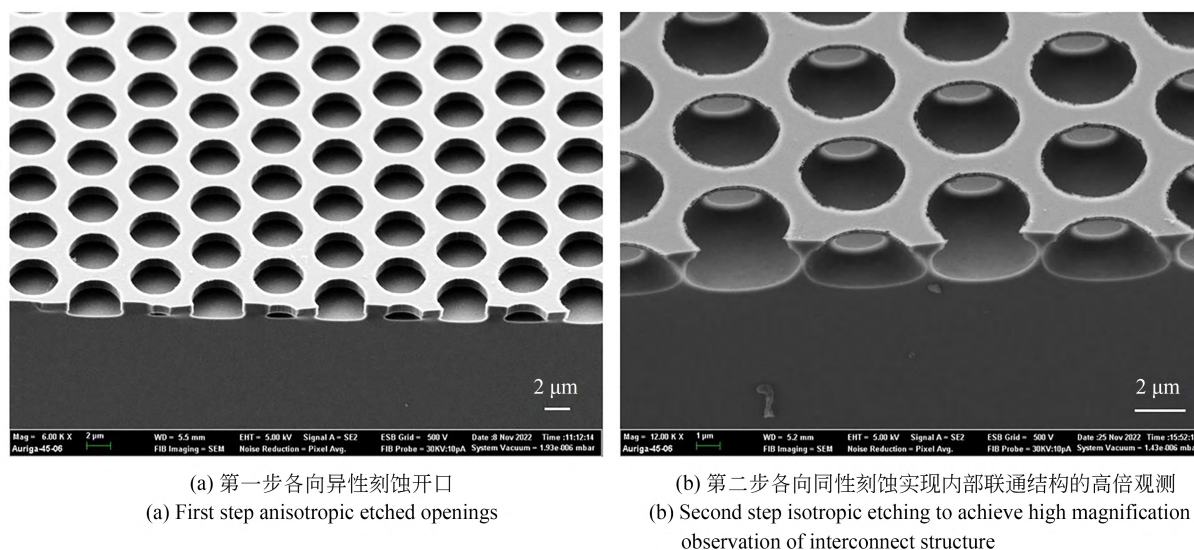 2 μm
2 μm
Mag = 6.00 K X 2 μm WD = 5.5 mm EHT = 5.00 kV Signal A = SE2 ESB Grid = 500 V Date :8 Nov 2022 Time :11:12:14
Auriga-45-06 FIB Imaging = SEM Noise Reduction = Pixel Avg. FIB Probe = 30KV:10pA System Vacuum = 1.93e-006 mbar
Mag = 12.00 K X 1 μm WD = 5.2 mm EHT = 5.00 kV Signal A = SE2 ESB Grid = 500 V Date :25 Nov 2022
Auriga-45-06 FIB Imaging = SEM Noise Reduction = Pixel Avg. FIB Probe = 30KV:10pA System Vacuum = 1.43e-006 mbar
(a) 第一步各向异性刻蚀开口
(a) First step anisotropic etched openings
(b) 第二步各向同性刻蚀实现内部联通结构的高倍观测
(b) Second step isotropic etching to achieve high magnification
observation of interconnect structure